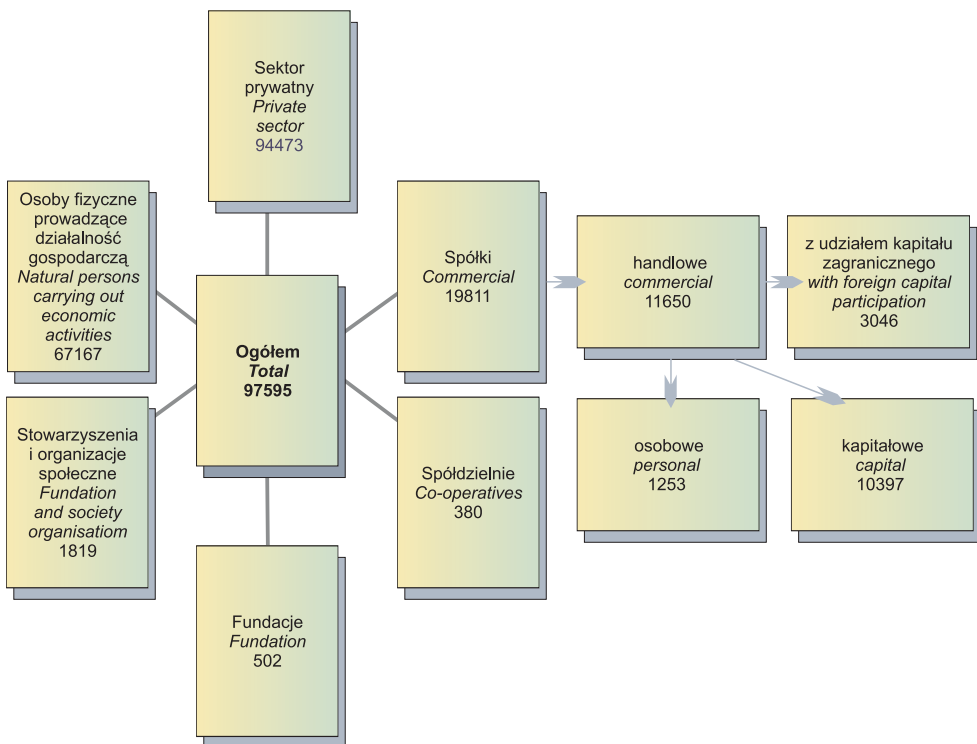 Sektor
prywatny
Private
sector
94473
Osoby fizyczne
prowadzące
działalność
gospodarczą
Natural persons
carrying out
economic
activities
67167
Ogółem
Total
97595
Spółki
Commercial
19811
handlowe
commercial
11650
z udziałem kapitału
zagranicznego
with foreign capital
participation
3046
Stowarzyszenia
i organizacje
społeczne
Fundation
and society
organisatiom
1819
Spółdzielnie
Co-operatives
380
osobowe
personal
1253
kapitałowe
capital
10397
Fundacje
Fundation
502